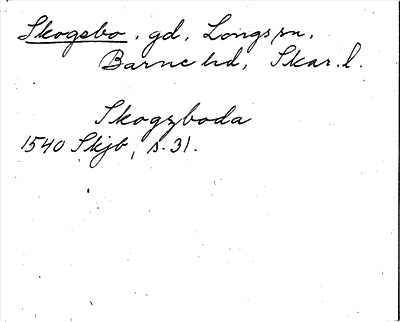 Skogsbo, gd, Longs sn,
Barne hd, Skar. l.
Skogzboda
1540 Skjb, s. 31.